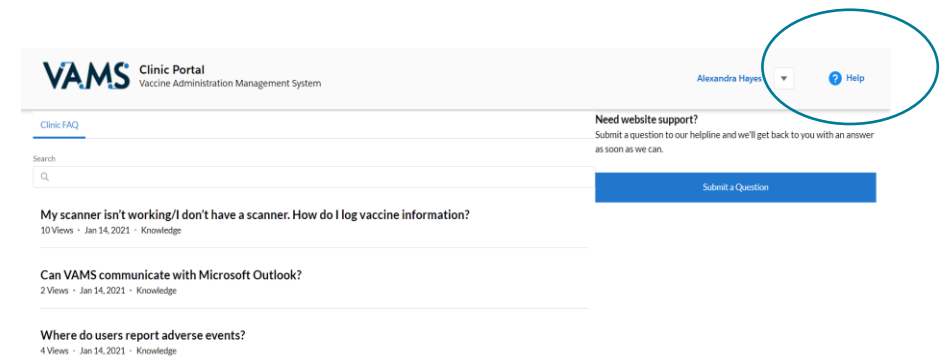 VAMS
Clinic Portal
Vaccine Administration Management System
Alexandra Hayes
Help
Clinic FAQ
Search
My scanner isn't working/I don't have a scanner. How do I log vaccine information?
10 Views • Jan 14, 2021 • Knowledge
Can VAMS communicate with Microsoft Outlook?
2 Views • Jan 14, 2021 • Knowledge
Where do users report adverse events?
4 Views • Jan 14, 2021 • Knowledge
Need website support?
Submit a question to our helpline and we'll get back to you with an answer
as soon as we can.
Submit a Question